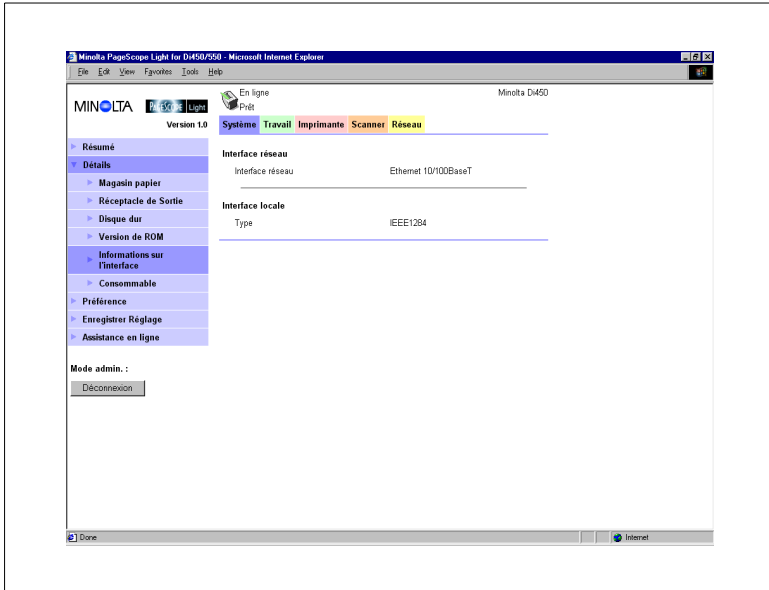 Minolta PageScope Light for Di450/550 - Microsoft Internet Explorer
File Edit View Favorites Tools Help
MINOLTA PAGESCOPE Light
Version 1.0
En ligne
Prêt
Minolta Di450
Système Travail Imprimante Scanner Réseau
Résumé
Détails
Magasin papier
Réceptacle de Sortie
Disque dur
Version de ROM
Informations sur
l'interface
Consommable
Préférence
Enregistrer Réglage
Assistance en ligne
Mode admin. :
Déconnexion
Interface réseau
Interface réseau Ethernet 10/100BaseT
Interface locale
Type IEEE1284
Done
Internet